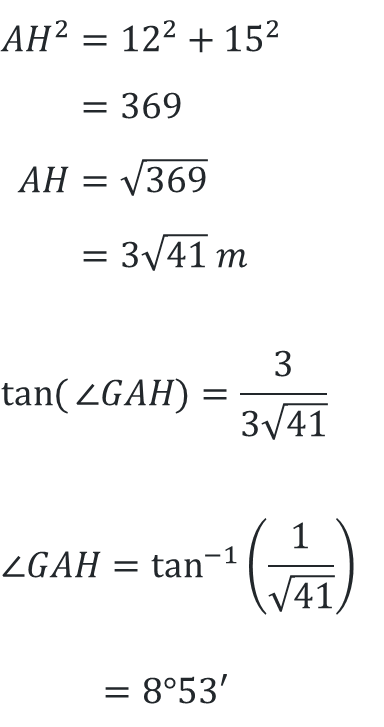 AH² = 12² + 15²
= 369
AH = √369
= 3√41 m
tan(∠GAH) = 3/(3√41)
∠GAH = tan⁻¹(1/√41)
= 8°53′